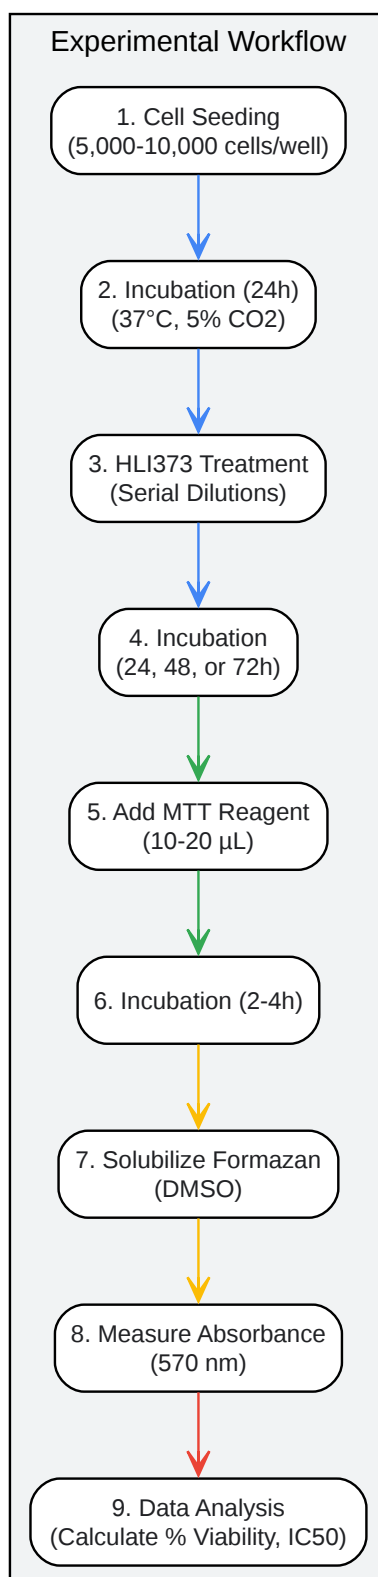 Experimental Workflow
1. Cell Seeding
(5,000-10,000 cells/well)
2. Incubation (24h)
(37°C, 5% CO2)
3. HLI373 Treatment
(Serial Dilutions)
4. Incubation
(24, 48, or 72h)
5. Add MTT Reagent
(10-20 µL)
6. Incubation (2-4h)
7. Solubilize Formazan
(DMSO)
8. Measure Absorbance
(570 nm)
9. Data Analysis
(Calculate % Viability, IC50)